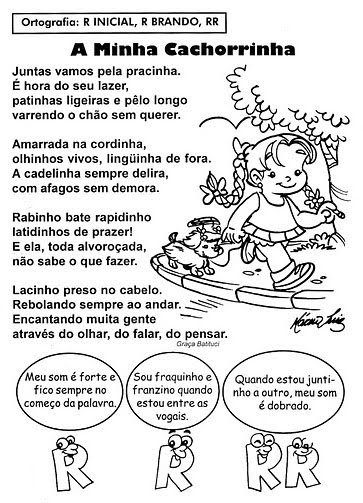 Ortografia: R INICIAL, R BRANDO, RR
A Minha Cachorrinha
Juntas vamos pela pracinha.
É hora do seu lazer,
patinhas ligeiras e pêlo longo
varrendo o chão sem querer.
Amarrada na cordinha,
olhinhos vivos, lingüinha de fora.
A cadelinha sempre delira,
com afagos sem demora.
Rabinho bate rapidinho
latidinhos de prazer!
E ela, toda alvoroçada,
não sabe o que fazer.
Lacinho preso no cabelo.
Rebolando sempre ao andar.
Encantando muita gente
através do olhar, do falar, do pensar.
Graça Batituci
Meu som é forte e
fico sempre no
começo da palavra.
Sou fraquinho e
franzino quando
estou entre as
vogais.
Quando estou junti-
nho a outro, meu som
é dobrado.
R
R
RR